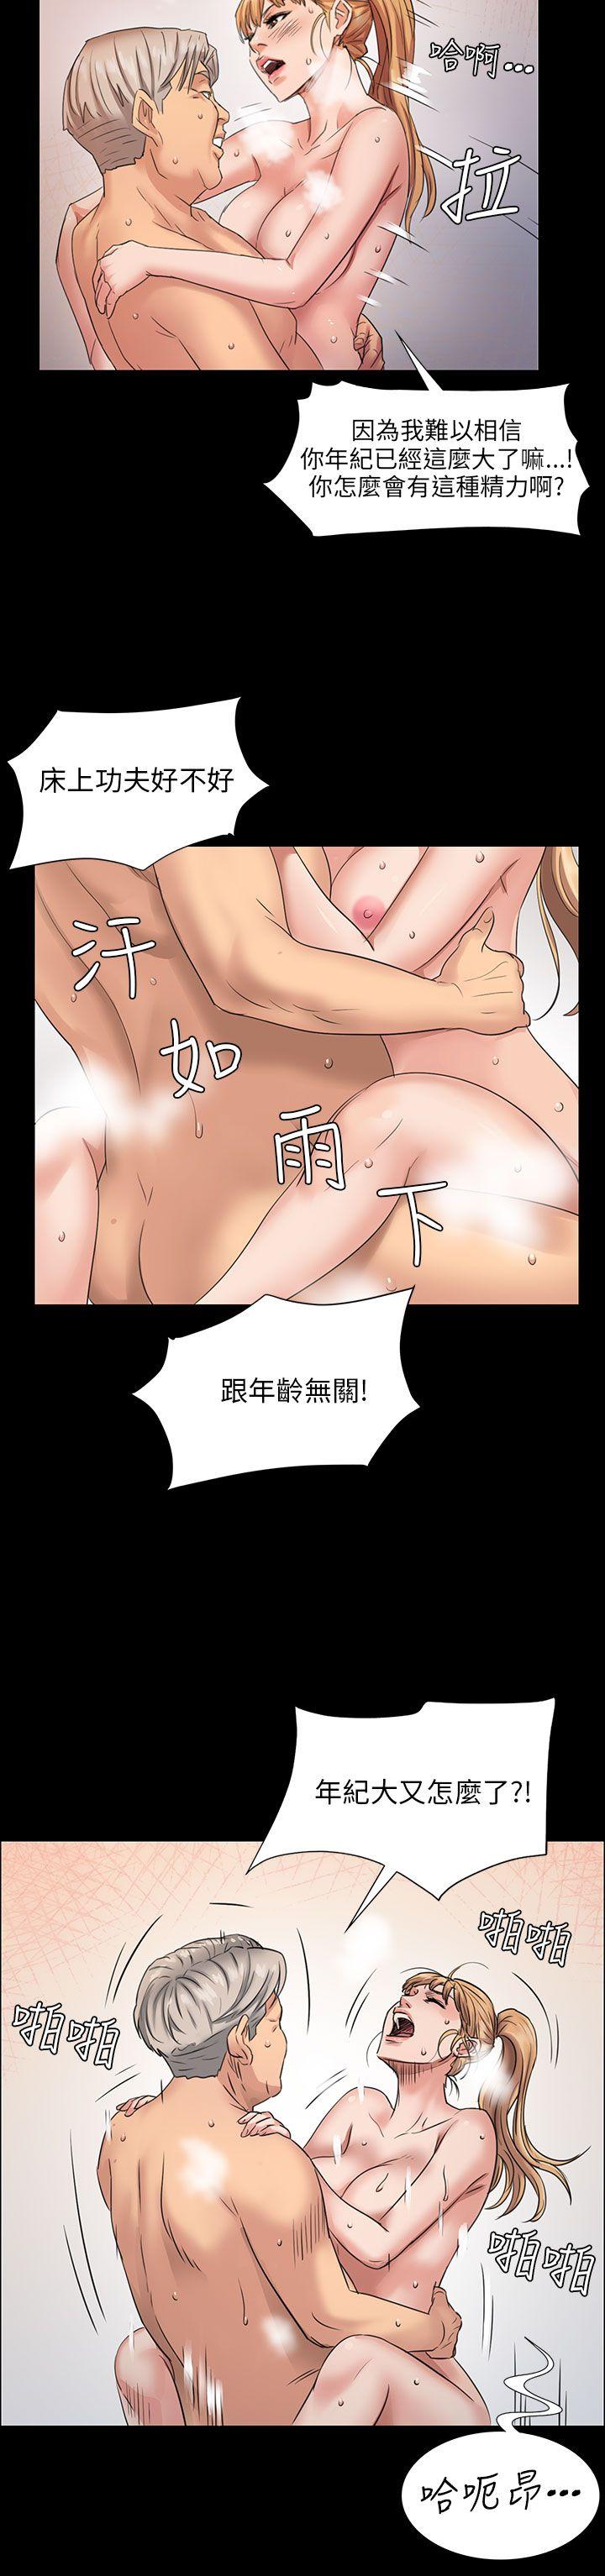 哈啊…
拉
因為我難以相信
你年紀已經這麼大了嘛...!
你怎麼會有這種精力啊?
床上功夫好不好
汗如雨下
跟年齡無關!
年紀大又怎麼了?!
啪啪
啪啪
啪啪
哈呃昂…